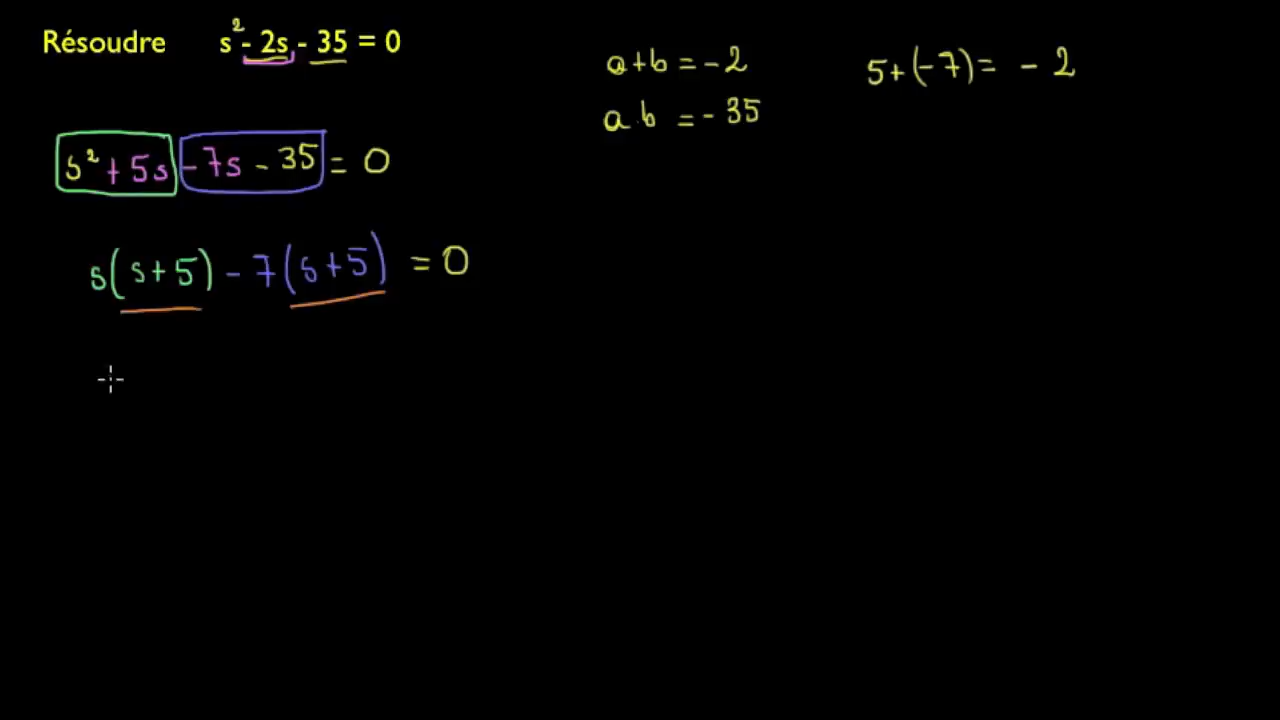 Résoudre s² - 2s - 35 = 0
a+b = -2
a.b = -35
5+(-7) = -2
s² + 5s - 7s - 35 = 0
s(s+5) - 7(s+5) = 0